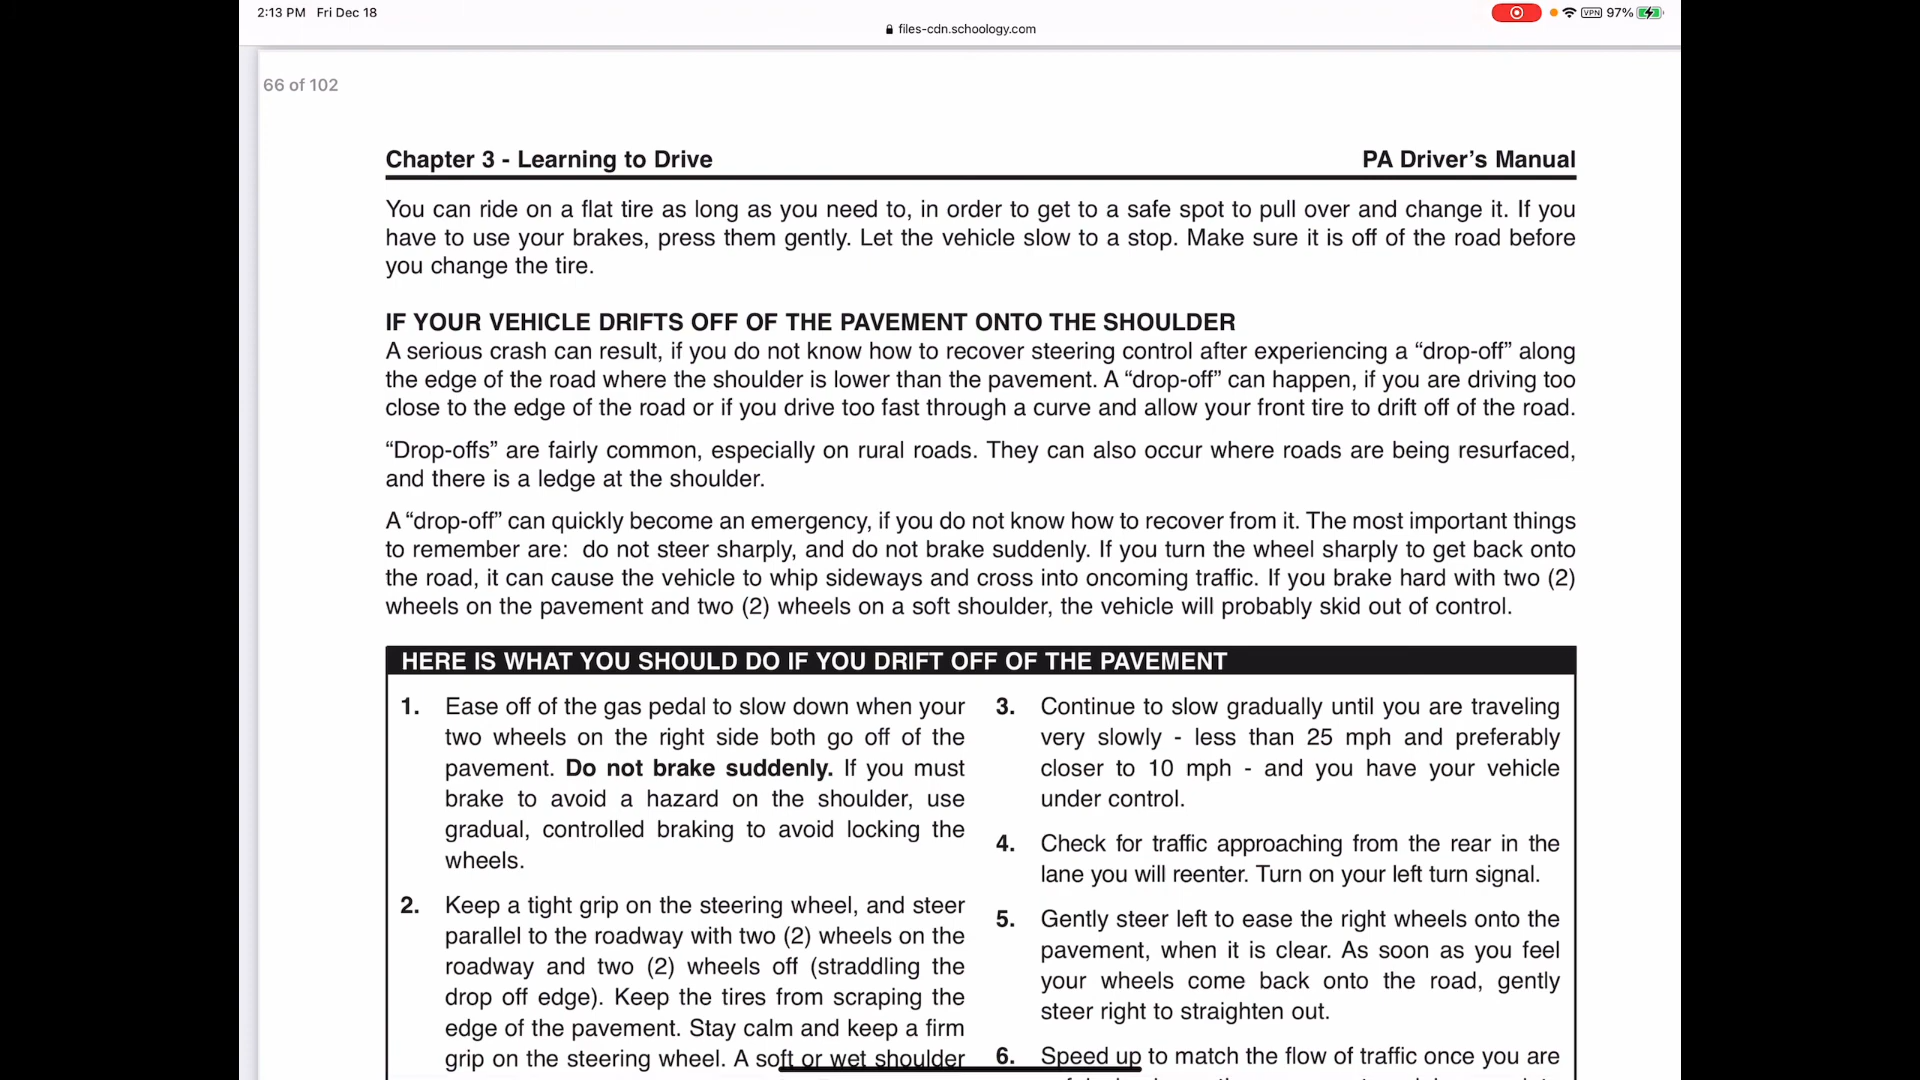 2:13 PM Fri Dec 18
97%
VPN
files-cdn.schoology.com
66 of 102
Chapter 3 - Learning to Drive PA Driver’s Manual
You can ride on a flat tire as long as you need to, in order to get to a safe spot to pull over and change it. If you
have to use your brakes, press them gently. Let the vehicle slow to a stop. Make sure it is off of the road before
you change the tire.
IF YOUR VEHICLE DRIFTS OFF OF THE PAVEMENT ONTO THE SHOULDER
A serious crash can result, if you do not know how to recover steering control after experiencing a “drop-off” along
the edge of the road where the shoulder is lower than the pavement. A “drop-off” can happen, if you are driving too
close to the edge of the road or if you drive too fast through a curve and allow your front tire to drift off of the road.
“Drop-offs” are fairly common, especially on rural roads. They can also occur where roads are being resurfaced,
and there is a ledge at the shoulder.
A “drop-off” can quickly become an emergency, if you do not know how to recover from it. The most important things
to remember are: do not steer sharply, and do not brake suddenly. If you turn the wheel sharply to get back onto
the road, it can cause the vehicle to whip sideways and cross into oncoming traffic. If you brake hard with two (2)
wheels on the pavement and two (2) wheels on a soft shoulder, the vehicle will probably skid out of control.
HERE IS WHAT YOU SHOULD DO IF YOU DRIFT OFF OF THE PAVEMENT
1. Ease off of the gas pedal to slow down when your
two wheels on the right side both go off of the
pavement. Do not brake suddenly. If you must
brake to avoid a hazard on the shoulder, use
gradual, controlled braking to avoid locking the
wheels.
2. Keep a tight grip on the steering wheel, and steer
parallel to the roadway with two (2) wheels on the
roadway and two (2) wheels off (straddling the
drop off edge). Keep the tires from scraping the
edge of the pavement. Stay calm and keep a firm
grip on the steering wheel. A soft or wet shoulder
3. Continue to slow gradually until you are traveling
very slowly - less than 25 mph and preferably
closer to 10 mph - and you have your vehicle
under control.
4. Check for traffic approaching from the rear in the
lane you will reenter. Turn on your left turn signal.
5. Gently steer left to ease the right wheels onto the
pavement, when it is clear. As soon as you feel
your wheels come back onto the road, gently
steer right to straighten out.
6. Speed up to match the flow of traffic once you are